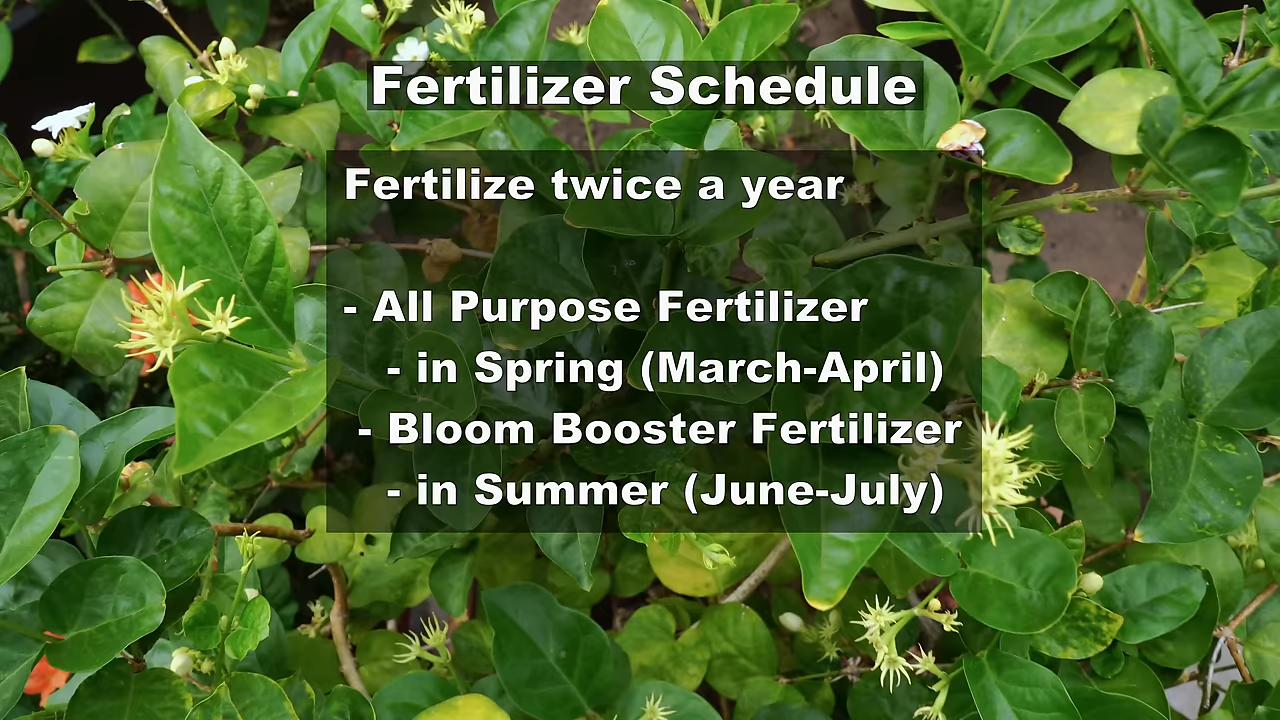 Fertilizer Schedule
Fertilize twice a year
- All Purpose Fertilizer
- in Spring (March-April)
- Bloom Booster Fertilizer
- in Summer (June-July)